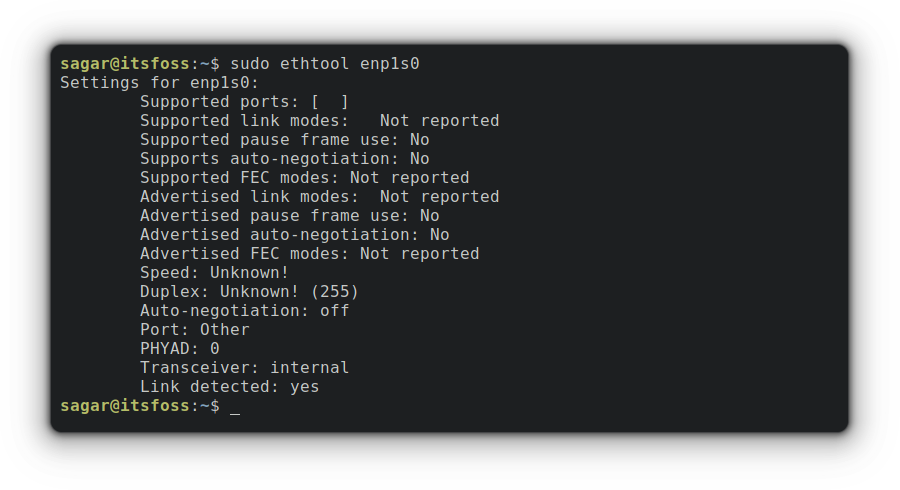 sagar@itsfoss:~$ sudo ethtool enp1s0
Settings for enp1s0:
        Supported ports: [  ]
        Supported link modes:   Not reported
        Supported pause frame use: No
        Supports auto-negotiation: No
        Supported FEC modes: Not reported
        Advertised link modes:  Not reported
        Advertised pause frame use: No
        Advertised auto-negotiation: No
        Advertised FEC modes: Not reported
        Speed: Unknown!
        Duplex: Unknown! (255)
        Auto-negotiation: off
        Port: Other
        PHYAD: 0
        Transceiver: internal
        Link detected: yes
sagar@itsfoss:~$ _